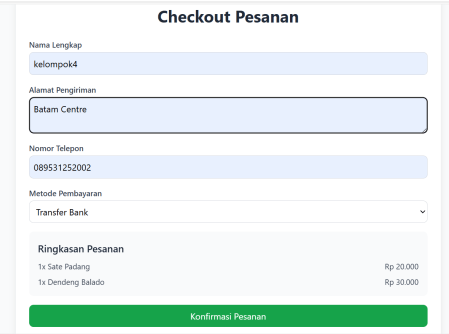 Checkout Pesanan
Nama Lengkap
kelompok4
Alamat Pengiriman
Batam Centre
Nomor Telepon
089531252002
Metode Pembayaran
Transfer Bank
Ringkasan Pesanan
1x Sate Padang Rp 20.000
1x Dendeng Balado Rp 30.000
Konfirmasi Pesanan